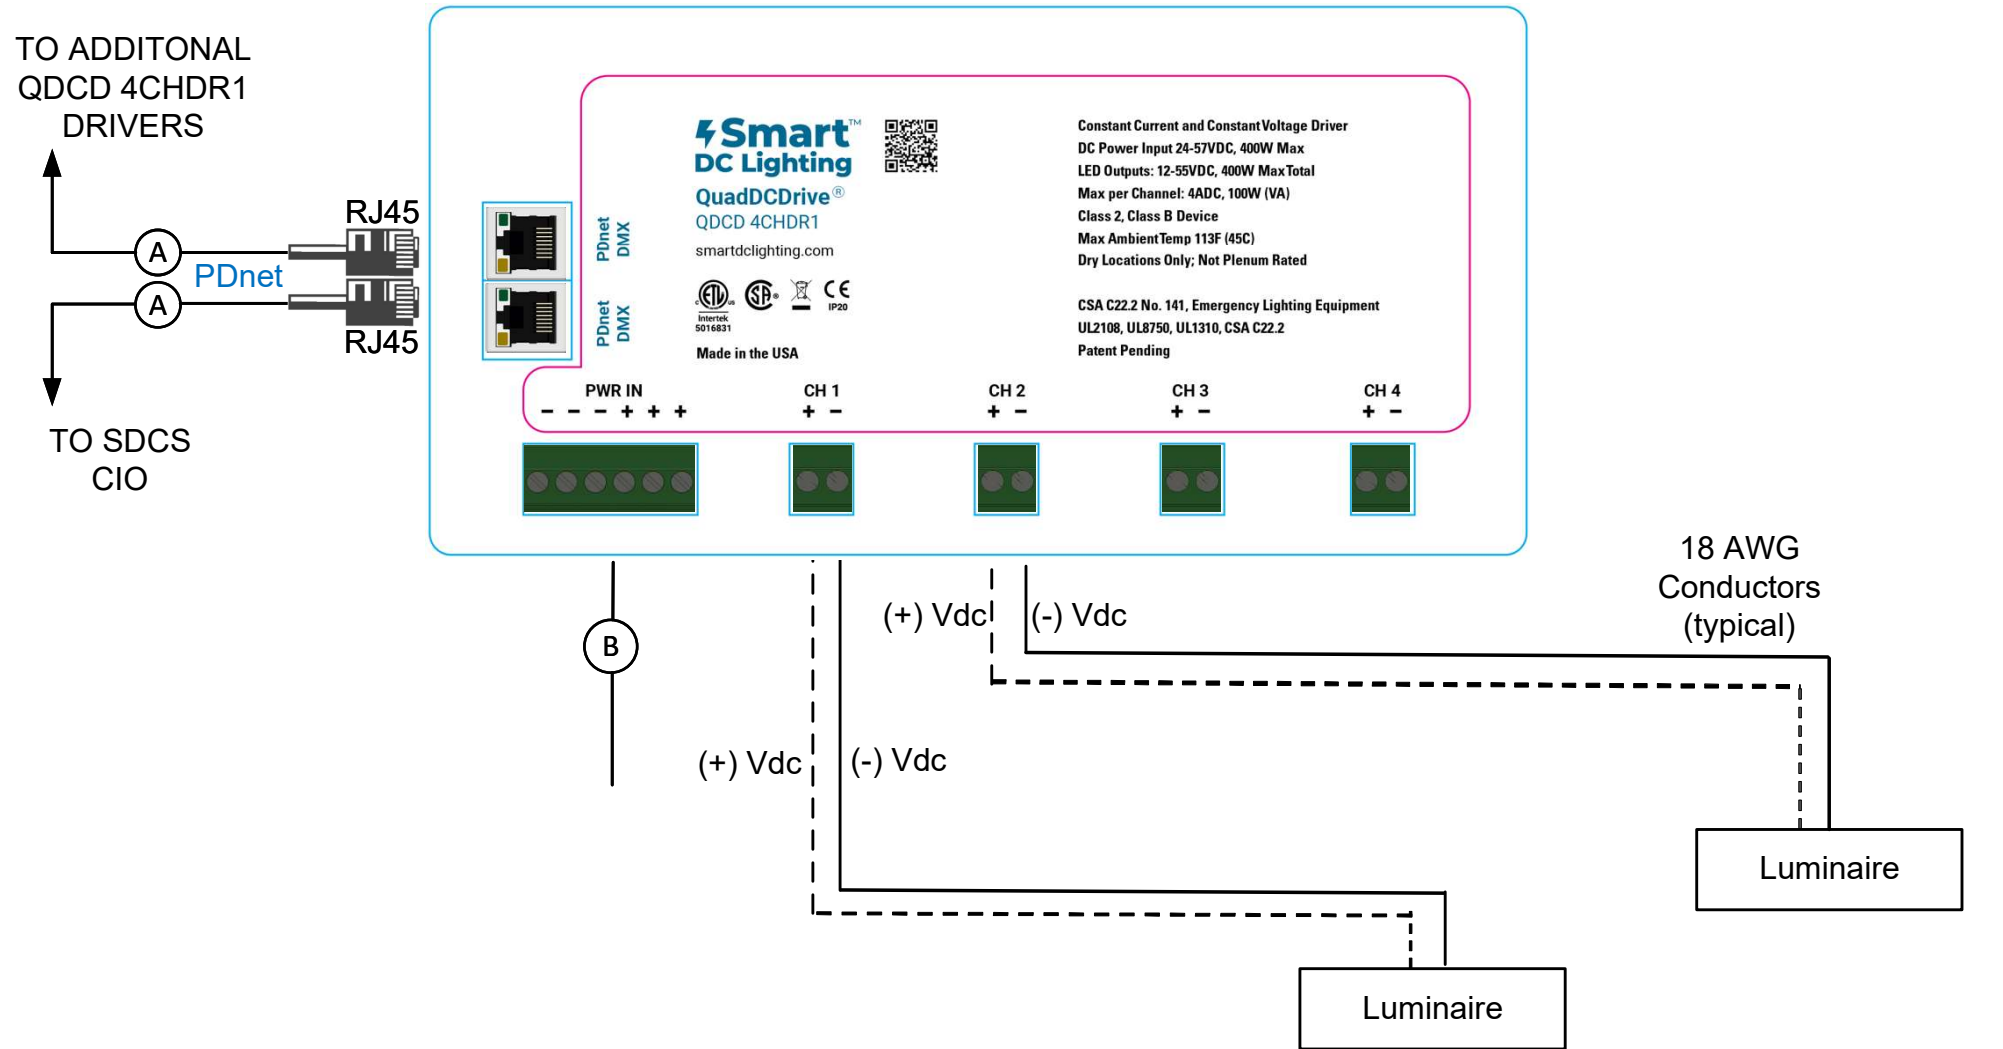 TO ADDITONAL
QDCD 4CHDR1
DRIVERS
A
PDnet
A
TO SDCS
CIO
RJ45
RJ45
PDnet
DMX
PDnet
DMX
Smart™
DC Lighting
QuadDCDrive®
QDCD 4CHDR1
smartdclighting.com
c ETL us
Intertek
5016831
SA®
CE
IP20
Made in the USA
Constant Current and Constant Voltage Driver
DC Power Input 24-57VDC, 400W Max
LED Outputs: 12-55VDC, 400W Max Total
Max per Channel: 4ADC, 100W (VA)
Class 2, Class B Device
Max Ambient Temp 113F (45C)
Dry Locations Only; Not Plenum Rated
CSA C22.2 No. 141, Emergency Lighting Equipment
UL2108, UL8750, UL1310, CSA C22.2
Patent Pending
PWR IN
- - - + + +
CH 1
+ -
CH 2
+ -
CH 3
+ -
CH 4
+ -
B
(+) Vdc
(-) Vdc
(+) Vdc
(-) Vdc
18 AWG
Conductors
(typical)
Luminaire
Luminaire